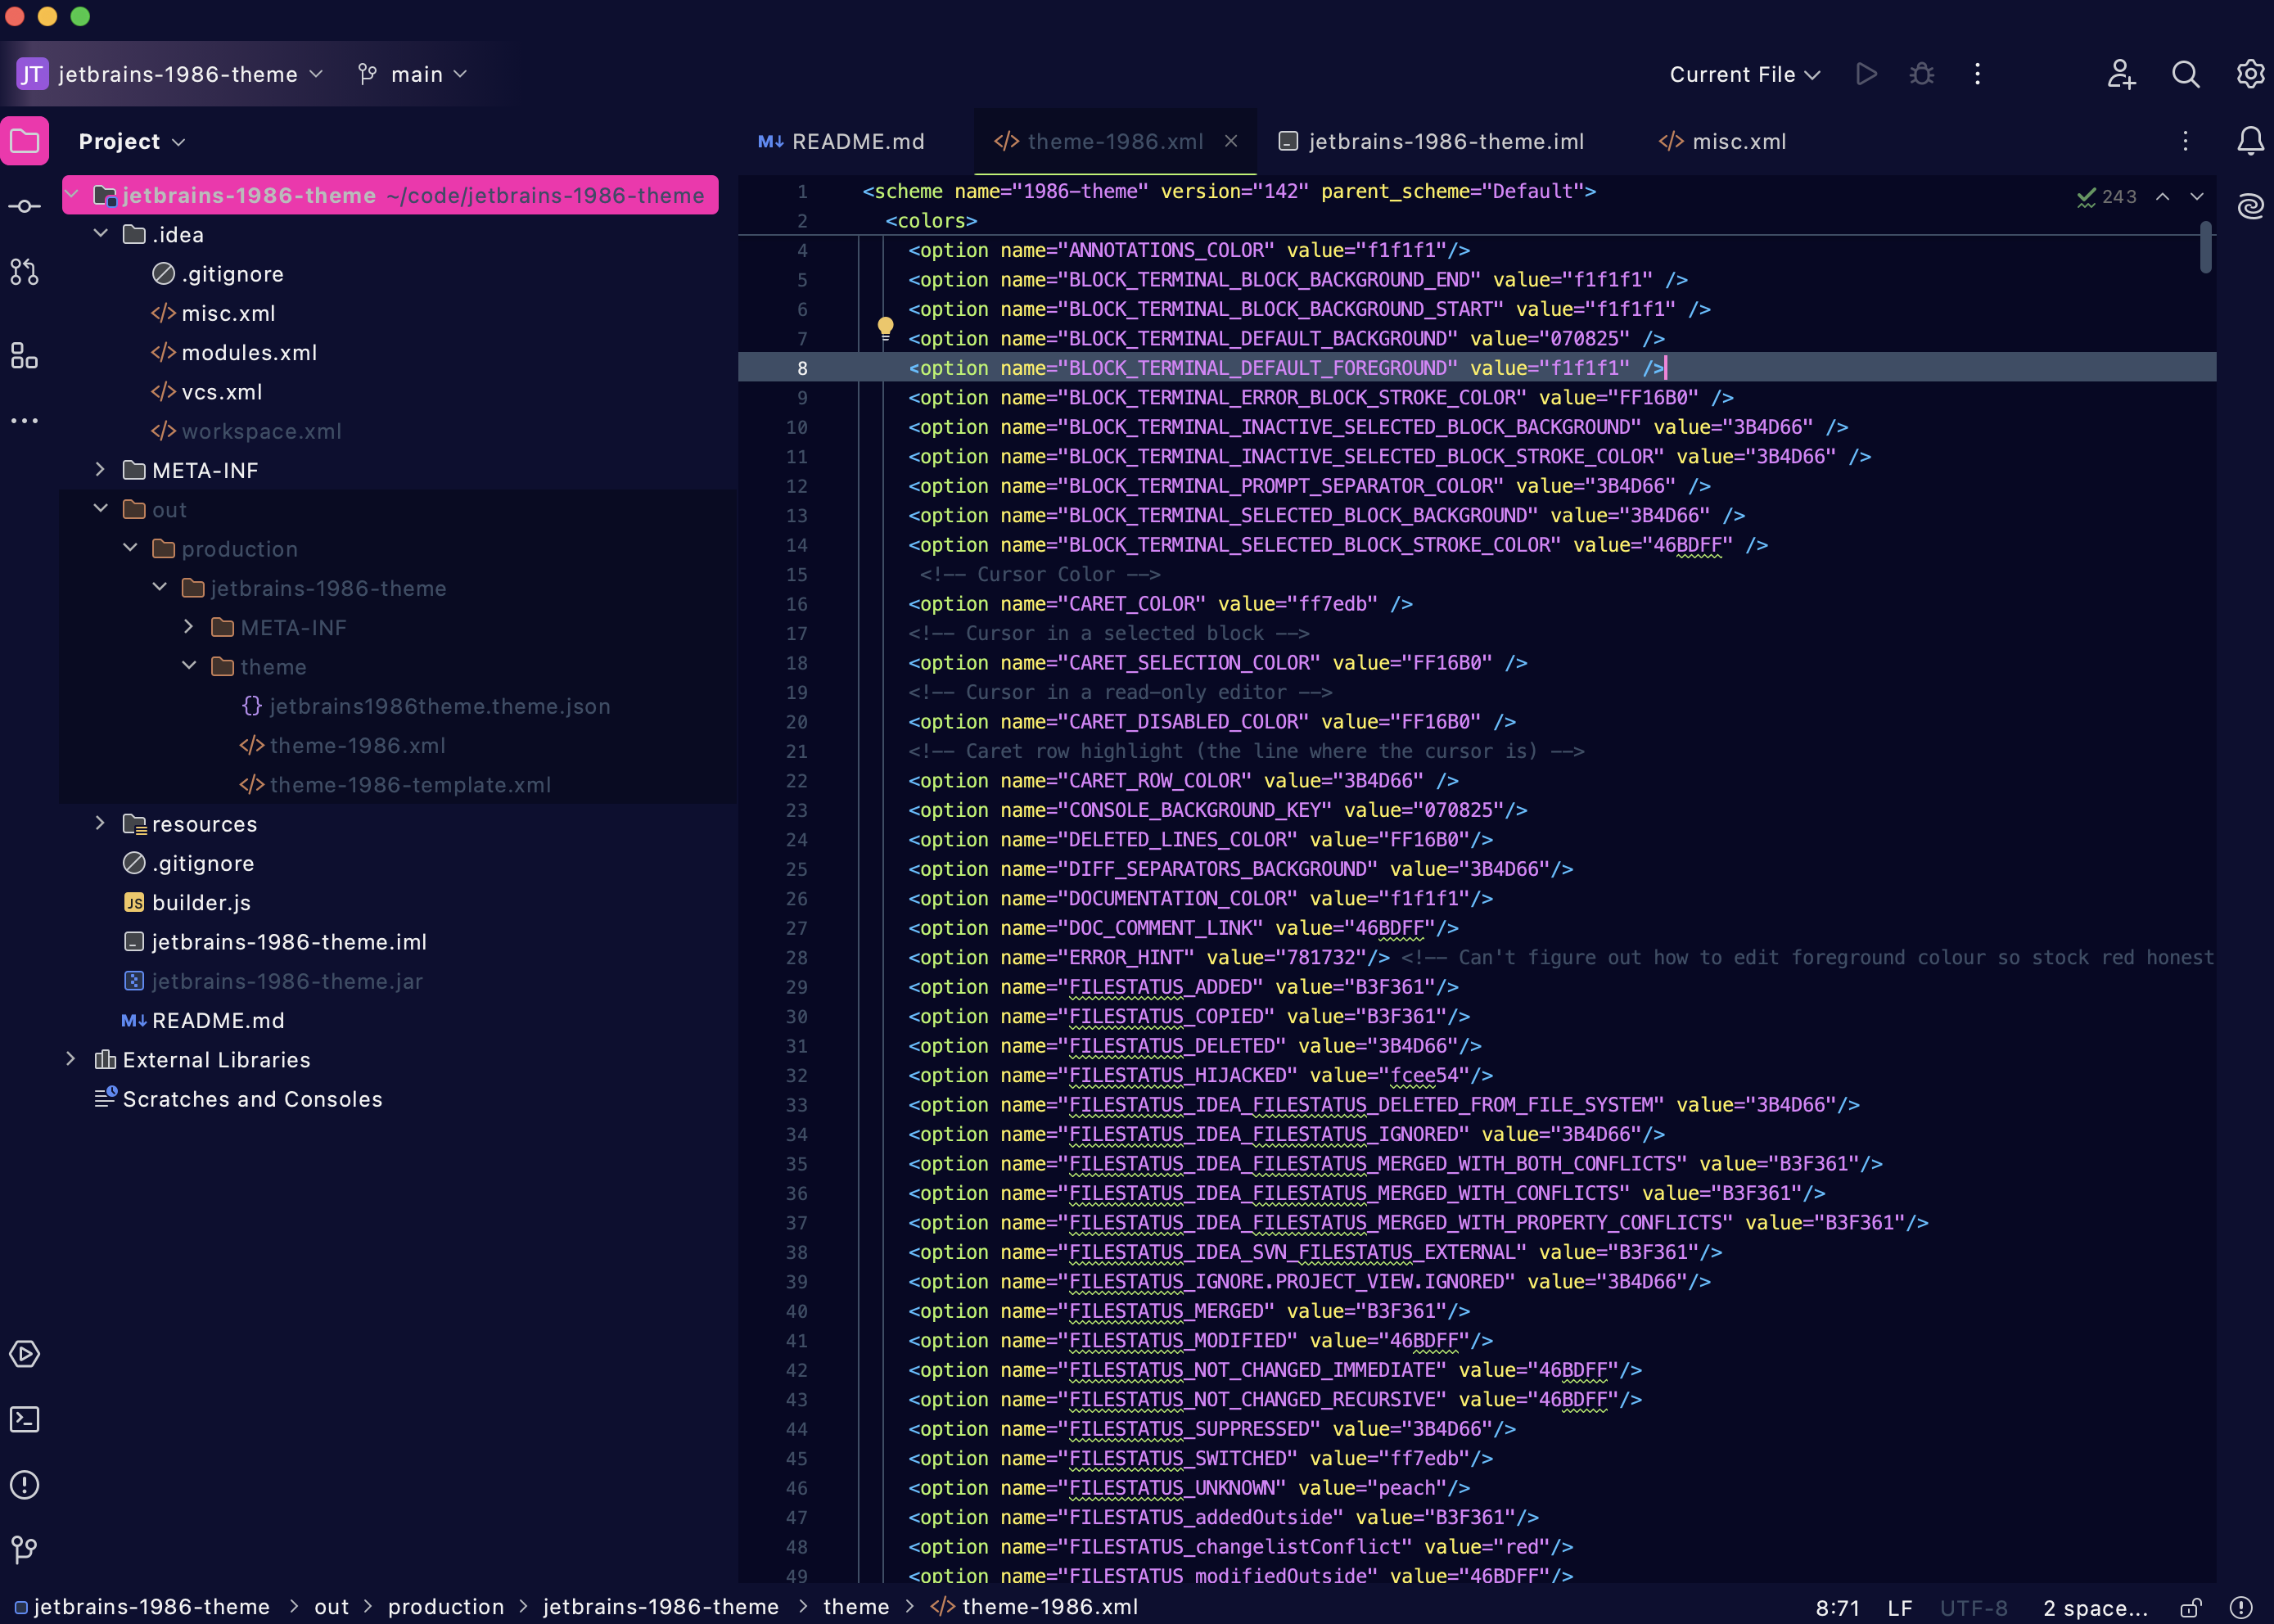 JT jetbrains-1986-theme main
Current File
Project
jetbrains-1986-theme ~/code/jetbrains-1986-theme
.idea
.gitignore
misc.xml
modules.xml
vcs.xml
workspace.xml
META-INF
out
production
jetbrains-1986-theme
META-INF
theme
jetbrains1986theme.theme.json
theme-1986.xml
theme-1986-template.xml
resources
.gitignore
JS builder.js
jetbrains-1986-theme.iml
jetbrains-1986-theme.jar
M↓ README.md
External Libraries
Scratches and Consoles
M↓ README.md </> theme-1986.xml jetbrains-1986-theme.iml </> misc.xml
243
1 <scheme name="1986-theme" version="142" parent_scheme="Default">
2 <colors>
4 <option name="ANNOTATIONS_COLOR" value="f1f1f1"/>
5 <option name="BLOCK_TERMINAL_BLOCK_BACKGROUND_END" value="f1f1f1" />
6 <option name="BLOCK_TERMINAL_BLOCK_BACKGROUND_START" value="f1f1f1" />
7 <option name="BLOCK_TERMINAL_DEFAULT_BACKGROUND" value="070825" />
8 <option name="BLOCK_TERMINAL_DEFAULT_FOREGROUND" value="f1f1f1" />
9 <option name="BLOCK_TERMINAL_ERROR_BLOCK_STROKE_COLOR" value="FF16B0" />
10 <option name="BLOCK_TERMINAL_INACTIVE_SELECTED_BLOCK_BACKGROUND" value="3B4D66" />
11 <option name="BLOCK_TERMINAL_INACTIVE_SELECTED_BLOCK_STROKE_COLOR" value="3B4D66" />
12 <option name="BLOCK_TERMINAL_PROMPT_SEPARATOR_COLOR" value="3B4D66" />
13 <option name="BLOCK_TERMINAL_SELECTED_BLOCK_BACKGROUND" value="3B4D66" />
14 <option name="BLOCK_TERMINAL_SELECTED_BLOCK_STROKE_COLOR" value="46BDFF" />
15 <!-- Cursor Color -->
16 <option name="CARET_COLOR" value="ff7edb" />
17 <!-- Cursor in a selected block -->
18 <option name="CARET_SELECTION_COLOR" value="FF16B0" />
19 <!-- Cursor in a read-only editor -->
20 <option name="CARET_DISABLED_COLOR" value="FF16B0" />
21 <!-- Caret row highlight (the line where the cursor is) -->
22 <option name="CARET_ROW_COLOR" value="3B4D66" />
23 <option name="CONSOLE_BACKGROUND_KEY" value="070825"/>
24 <option name="DELETED_LINES_COLOR" value="FF16B0"/>
25 <option name="DIFF_SEPARATORS_BACKGROUND" value="3B4D66"/>
26 <option name="DOCUMENTATION_COLOR" value="f1f1f1"/>
27 <option name="DOC_COMMENT_LINK" value="46BDFF"/>
28 <option name="ERROR_HINT" value="781732"/> <!-- Can't figure out how to edit foreground colour so stock red honest
29 <option name="FILESTATUS_ADDED" value="B3F361"/>
30 <option name="FILESTATUS_COPIED" value="B3F361"/>
31 <option name="FILESTATUS_DELETED" value="3B4D66"/>
32 <option name="FILESTATUS_HIJACKED" value="fcee54"/>
33 <option name="FILESTATUS_IDEA_FILESTATUS_DELETED_FROM_FILE_SYSTEM" value="3B4D66"/>
34 <option name="FILESTATUS_IDEA_FILESTATUS_IGNORED" value="3B4D66"/>
35 <option name="FILESTATUS_IDEA_FILESTATUS_MERGED_WITH_BOTH_CONFLICTS" value="B3F361"/>
36 <option name="FILESTATUS_IDEA_FILESTATUS_MERGED_WITH_CONFLICTS" value="B3F361"/>
37 <option name="FILESTATUS_IDEA_FILESTATUS_MERGED_WITH_PROPERTY_CONFLICTS" value="B3F361"/>
38 <option name="FILESTATUS_IDEA_SVN_FILESTATUS_EXTERNAL" value="B3F361"/>
39 <option name="FILESTATUS_IGNORE.PROJECT_VIEW.IGNORED" value="3B4D66"/>
40 <option name="FILESTATUS_MERGED" value="B3F361"/>
41 <option name="FILESTATUS_MODIFIED" value="46BDFF"/>
42 <option name="FILESTATUS_NOT_CHANGED_IMMEDIATE" value="46BDFF"/>
43 <option name="FILESTATUS_NOT_CHANGED_RECURSIVE" value="46BDFF"/>
44 <option name="FILESTATUS_SUPPRESSED" value="3B4D66"/>
45 <option name="FILESTATUS_SWITCHED" value="ff7edb"/>
46 <option name="FILESTATUS_UNKNOWN" value="peach"/>
47 <option name="FILESTATUS_addedOutside" value="B3F361"/>
48 <option name="FILESTATUS_changelistConflict" value="red"/>
49 <option name="FILESTATUS_modifiedOutside" value="46BDFF"/>
jetbrains-1986-theme > out > production > jetbrains-1986-theme > theme > </> theme-1986.xml
8:71 LF UTF-8 2 space...